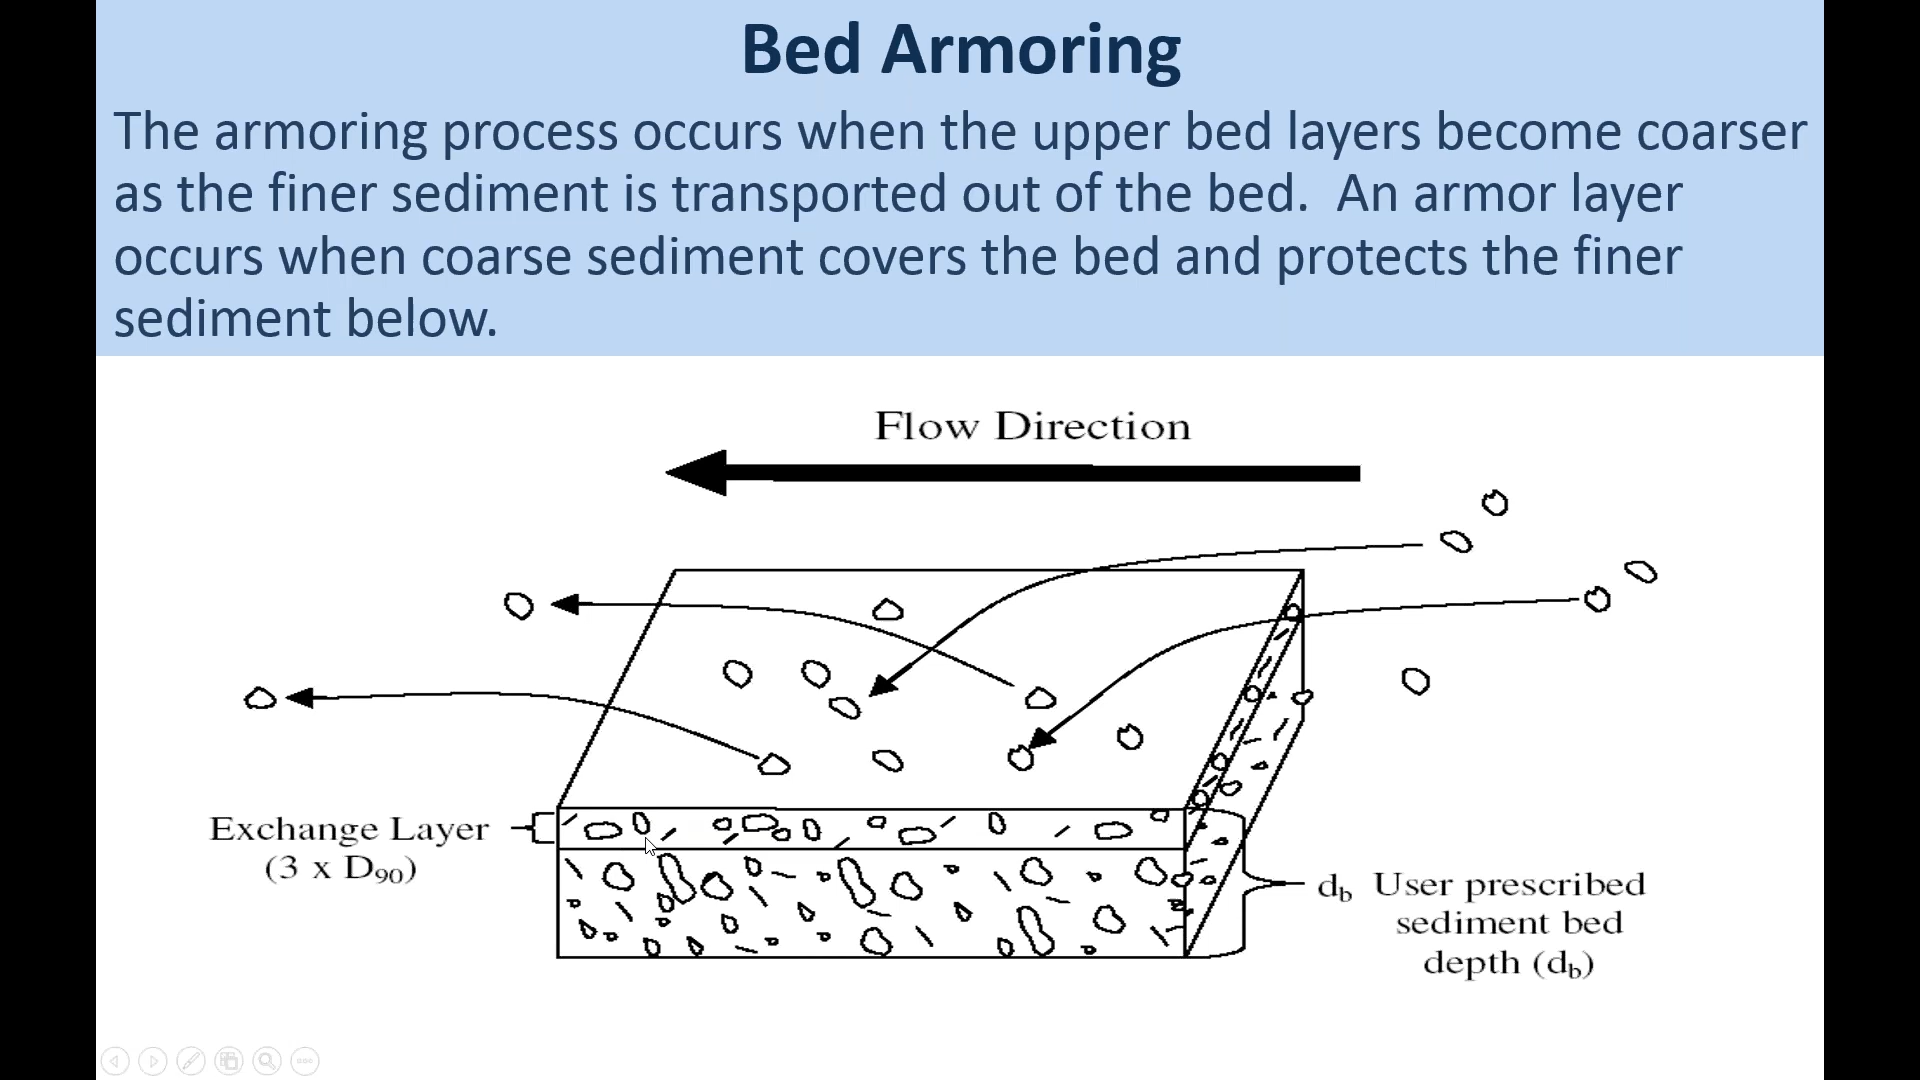 Bed Armoring
The armoring process occurs when the upper bed layers become coarser
as the finer sediment is transported out of the bed.  An armor layer
occurs when coarse sediment covers the bed and protects the finer
sediment below.
Flow Direction
Exchange Layer
(3 x D₉₀)
d_b User prescribed
sediment bed
depth (d_b)